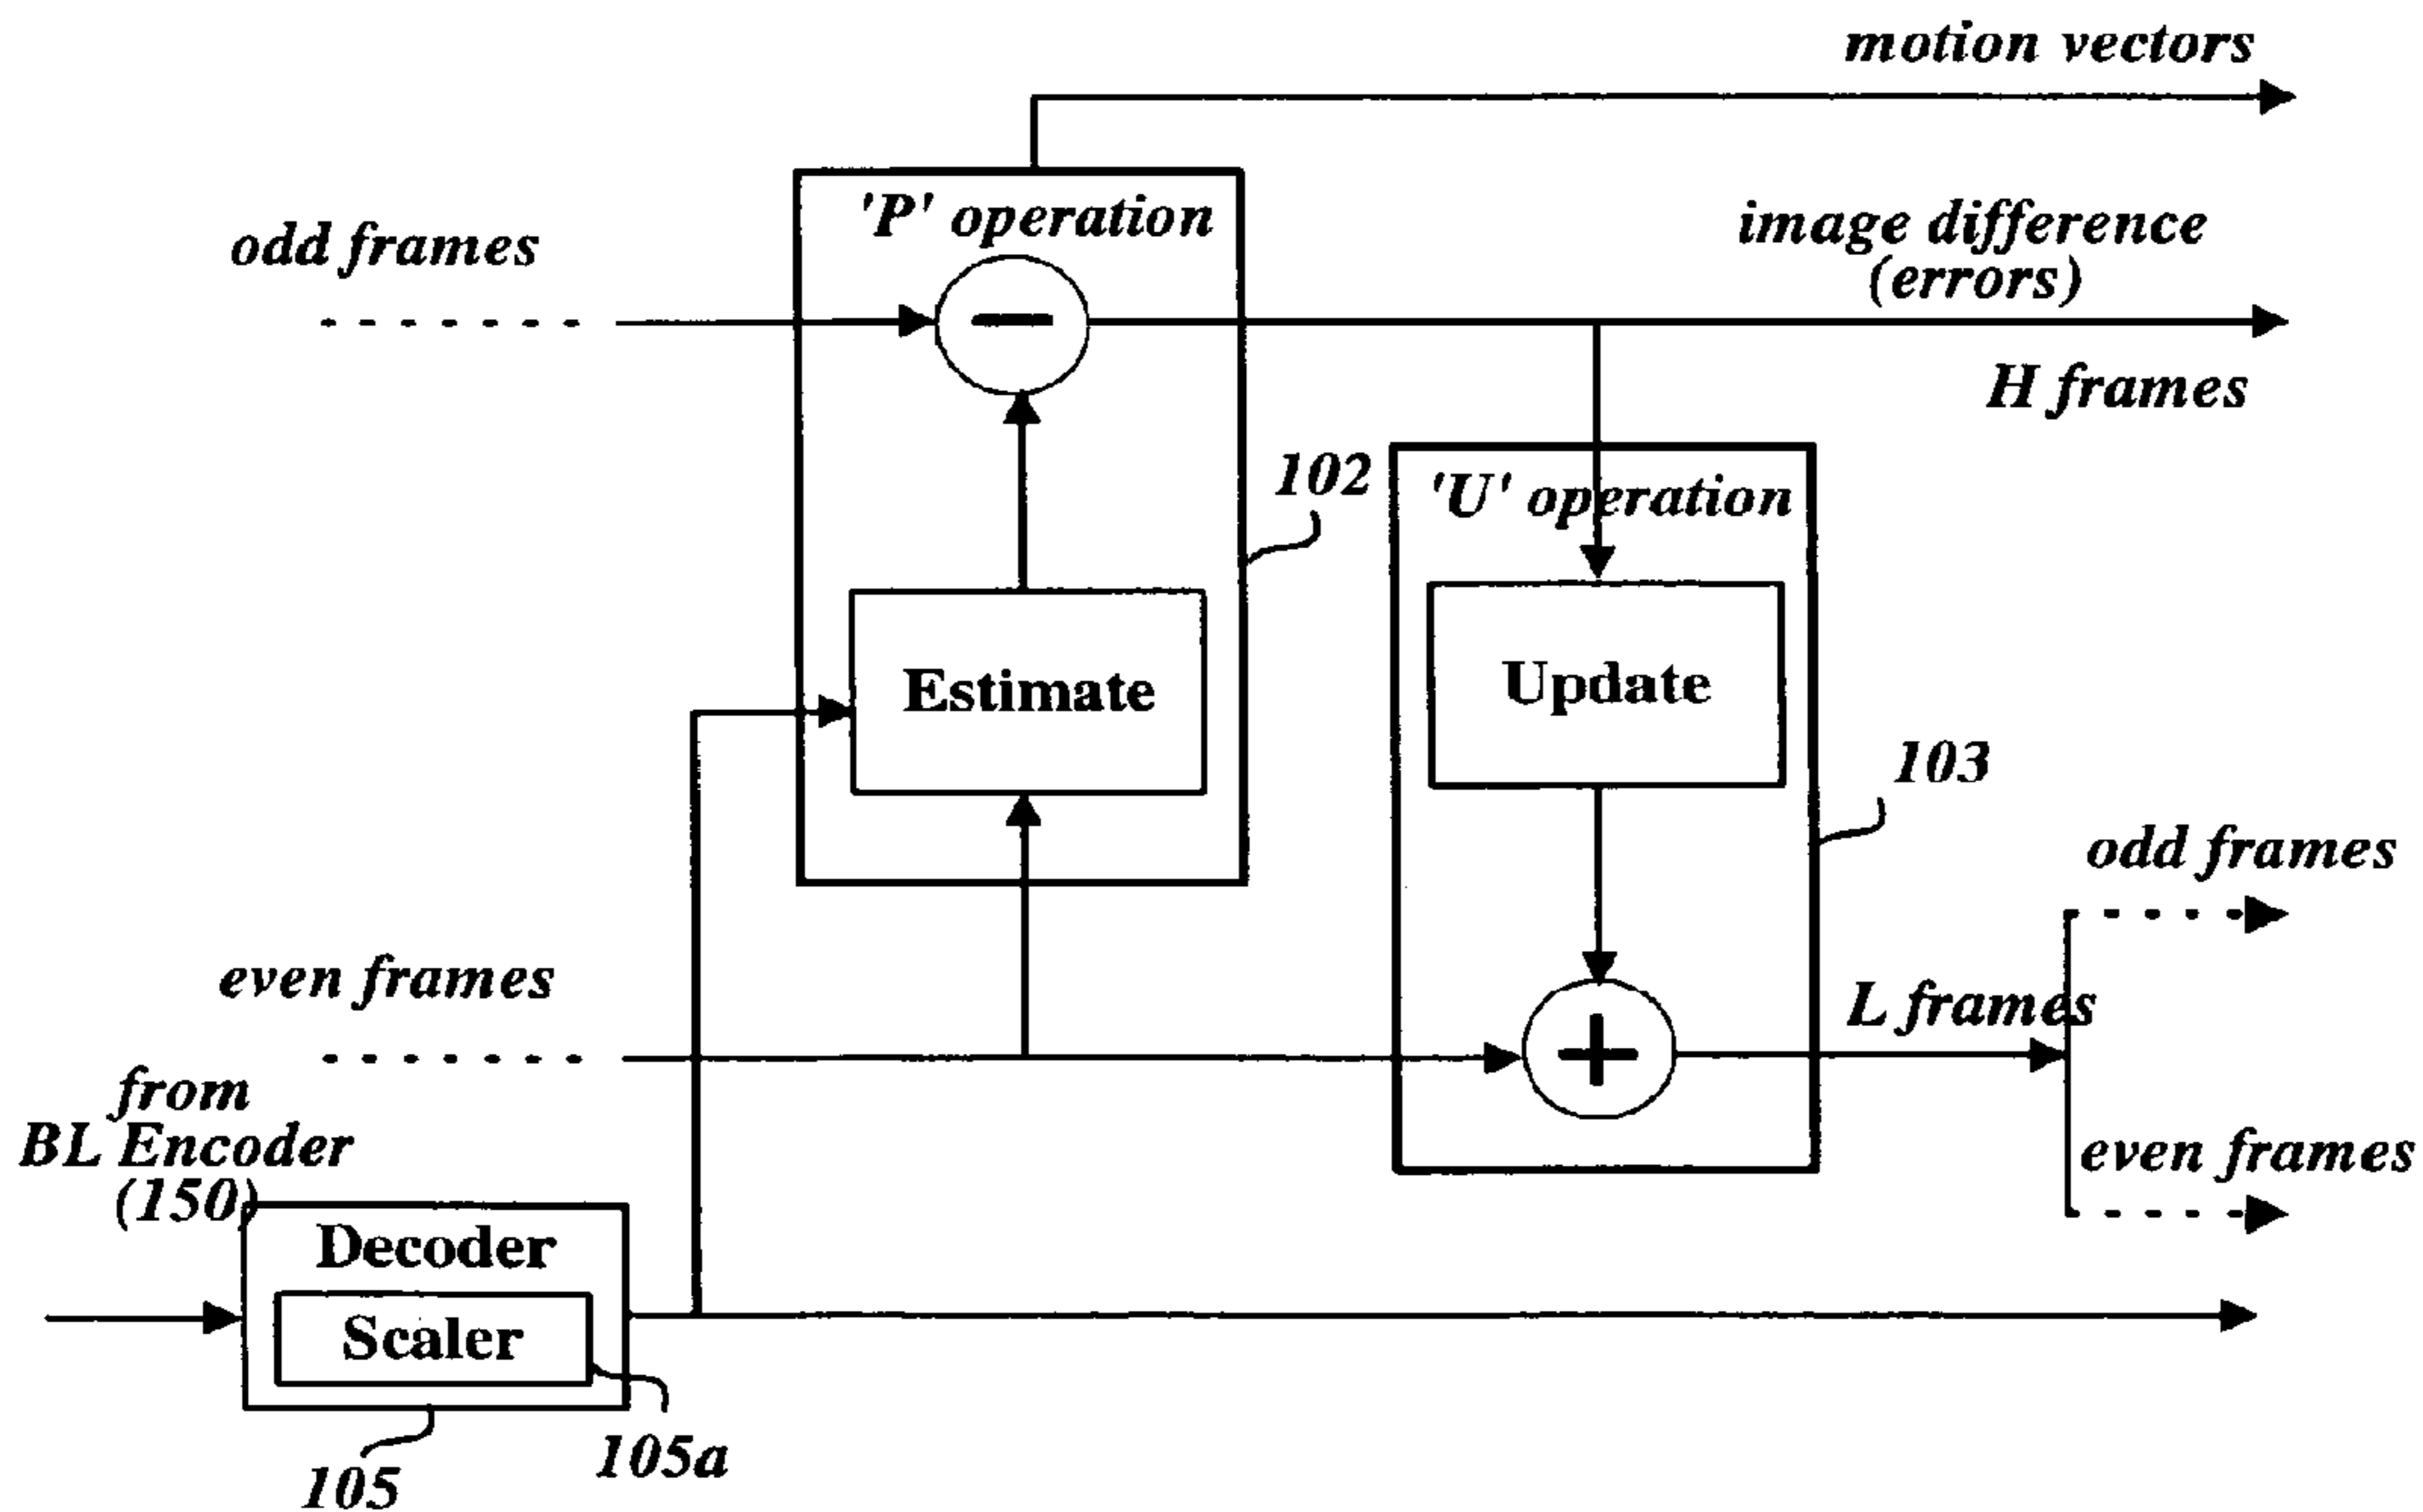 motion vectors
'P' operation
odd frames
image difference
(errors)
H frames
102
'U' operation
Estimate
Update
103
odd frames
even frames
L frames
from
BL Encoder
(150)
even frames
Decoder
Scaler
105a
105